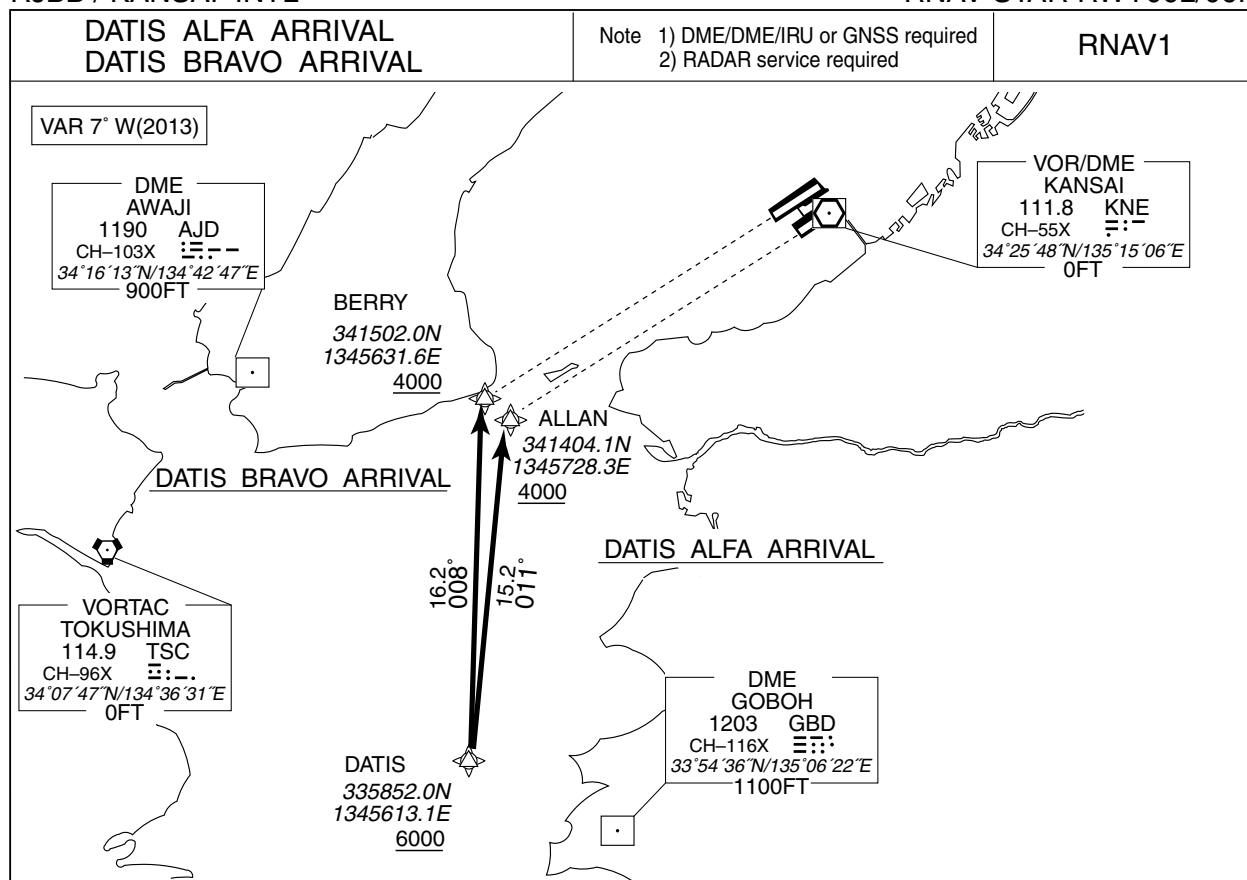 DATIS ALFA ARRIVAL
DATIS BRAVO ARRIVAL
Note 1) DME/DME/IRU or GNSS required
2) RADAR service required
RNAV1
VAR 7° W(2013)
DME
AWAJI
1190 AJD
CH–103X
34°16´13˝N/134°42´47˝E
900FT
VOR/DME
KANSAI
111.8 KNE
CH–55X
34°25´48˝N/135°15´06˝E
0FT
BERRY
341502.0N
1345631.6E
4000
ALLAN
341404.1N
1345728.3E
4000
DATIS BRAVO ARRIVAL
DATIS ALFA ARRIVAL
16.2
008°
15.2
011°
VORTAC
TOKUSHIMA
114.9 TSC
CH–96X
34°07´47˝N/134°36´31˝E
0FT
DME
GOBOH
1203 GBD
CH–116X
33°54´36˝N/135°06´22˝E
1100FT
DATIS
335852.0N
1345613.1E
6000